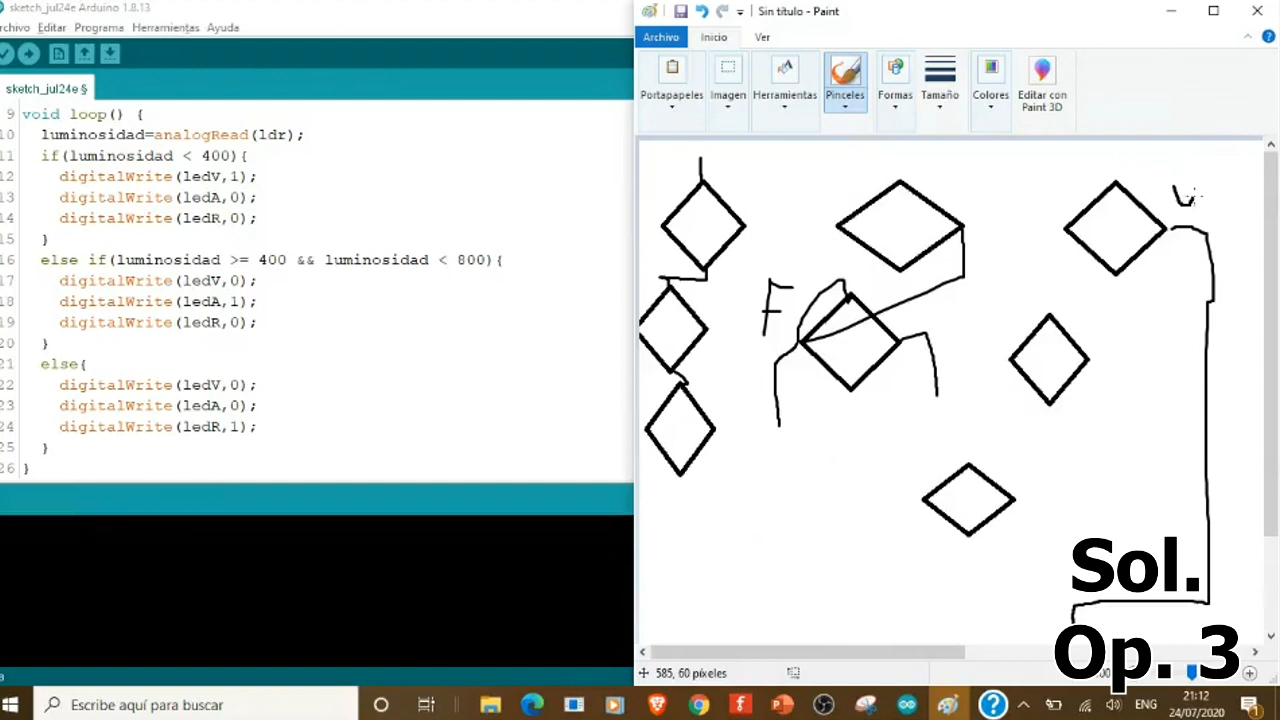 sketch_jul24e Arduino 1.8.13
rchivo Editar Programa Herramientas Ayuda
sketch_jul24e §
9 void loop() {
10 luminosidad=analogRead(ldr);
11 if(luminosidad < 400){
12 digitalWrite(ledV,1);
13 digitalWrite(ledA,0);
14 digitalWrite(ledR,0);
15 }
16 else if(luminosidad >= 400 && luminosidad < 800){
17 digitalWrite(ledV,0);
18 digitalWrite(ledA,1);
19 digitalWrite(ledR,0);
20 }
21 else{
22 digitalWrite(ledV,0);
23 digitalWrite(ledA,0);
24 digitalWrite(ledR,1);
25 }
26 }
Sin título - Paint
Archivo Inicio Ver
Portapapeles Imagen Herramientas Pinceles Formas Tamaño Colores Editar con
Paint 3D
F
Sol.
Op. 3
585, 60 píxeles
Escribe aquí para buscar
ENG
21:12
24/07/2020